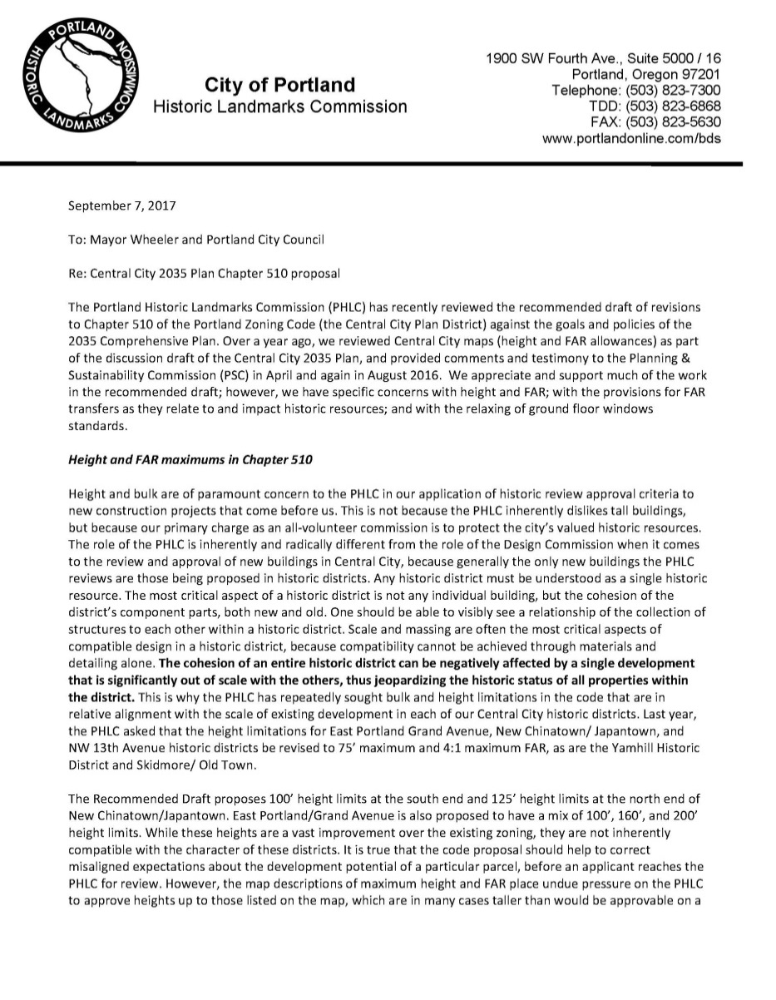 PORTLAND
HISTORIC LANDMARKS COMMISSION
City of Portland
Historic Landmarks Commission
1900 SW Fourth Ave., Suite 5000 / 16
Portland, Oregon 97201
Telephone: (503) 823-7300
TDD: (503) 823-6868
FAX: (503) 823-5630
www.portlandonline.com/bds
September 7, 2017
To: Mayor Wheeler and Portland City Council
Re: Central City 2035 Plan Chapter 510 proposal
The Portland Historic Landmarks Commission (PHLC) has recently reviewed the recommended draft of revisions
to Chapter 510 of the Portland Zoning Code (the Central City Plan District) against the goals and policies of the
2035 Comprehensive Plan. Over a year ago, we reviewed Central City maps (height and FAR allowances) as part
of the discussion draft of the Central City 2035 Plan, and provided comments and testimony to the Planning &
Sustainability Commission (PSC) in April and again in August 2016.  We appreciate and support much of the work
in the recommended draft; however, we have specific concerns with height and FAR; with the provisions for FAR
transfers as they relate to and impact historic resources; and with the relaxing of ground floor windows
standards.
Height and FAR maximums in Chapter 510
Height and bulk are of paramount concern to the PHLC in our application of historic review approval criteria to
new construction projects that come before us. This is not because the PHLC inherently dislikes tall buildings,
but because our primary charge as an all-volunteer commission is to protect the city’s valued historic resources.
The role of the PHLC is inherently and radically different from the role of the Design Commission when it comes
to the review and approval of new buildings in Central City, because generally the only new buildings the PHLC
reviews are those being proposed in historic districts. Any historic district must be understood as a single historic
resource. The most critical aspect of a historic district is not any individual building, but the cohesion of the
district’s component parts, both new and old. One should be able to visibly see a relationship of the collection of
structures to each other within a historic district. Scale and massing are often the most critical aspects of
compatible design in a historic district, because compatibility cannot be achieved through materials and
detailing alone. The cohesion of an entire historic district can be negatively affected by a single development
that is significantly out of scale with the others, thus jeopardizing the historic status of all properties within
the district. This is why the PHLC has repeatedly sought bulk and height limitations in the code that are in
relative alignment with the scale of existing development in each of our Central City historic districts. Last year,
the PHLC asked that the height limitations for East Portland Grand Avenue, New Chinatown/ Japantown, and
NW 13th Avenue historic districts be revised to 75’ maximum and 4:1 maximum FAR, as are the Yamhill Historic
District and Skidmore/ Old Town.
The Recommended Draft proposes 100’ height limits at the south end and 125’ height limits at the north end of
New Chinatown/Japantown. East Portland/Grand Avenue is also proposed to have a mix of 100’, 160’, and 200’
height limits. While these heights are a vast improvement over the existing zoning, they are not inherently
compatible with the character of these districts. It is true that the code proposal should help to correct
misaligned expectations about the development potential of a particular parcel, before an applicant reaches the
PHLC for review. However, the map descriptions of maximum height and FAR place undue pressure on the PHLC
to approve heights up to those listed on the map, which are in many cases taller than would be approvable on a